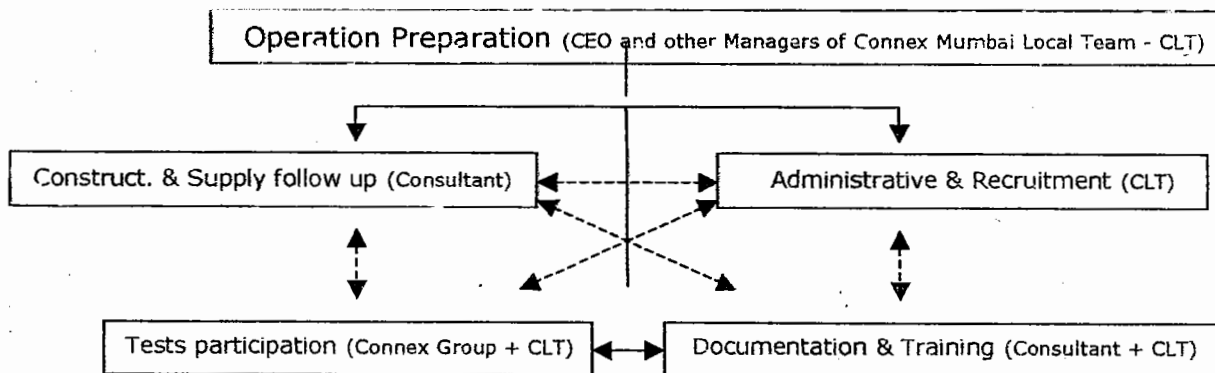 Operation Preparation (CEO and other Managers of Connex Mumbai Local Team - CLT)
Construct. & Supply follow up (Consultant)
Administrative & Recruitment (CLT)
Tests participation (Connex Group + CLT)
Documentation & Training (Consultant + CLT)